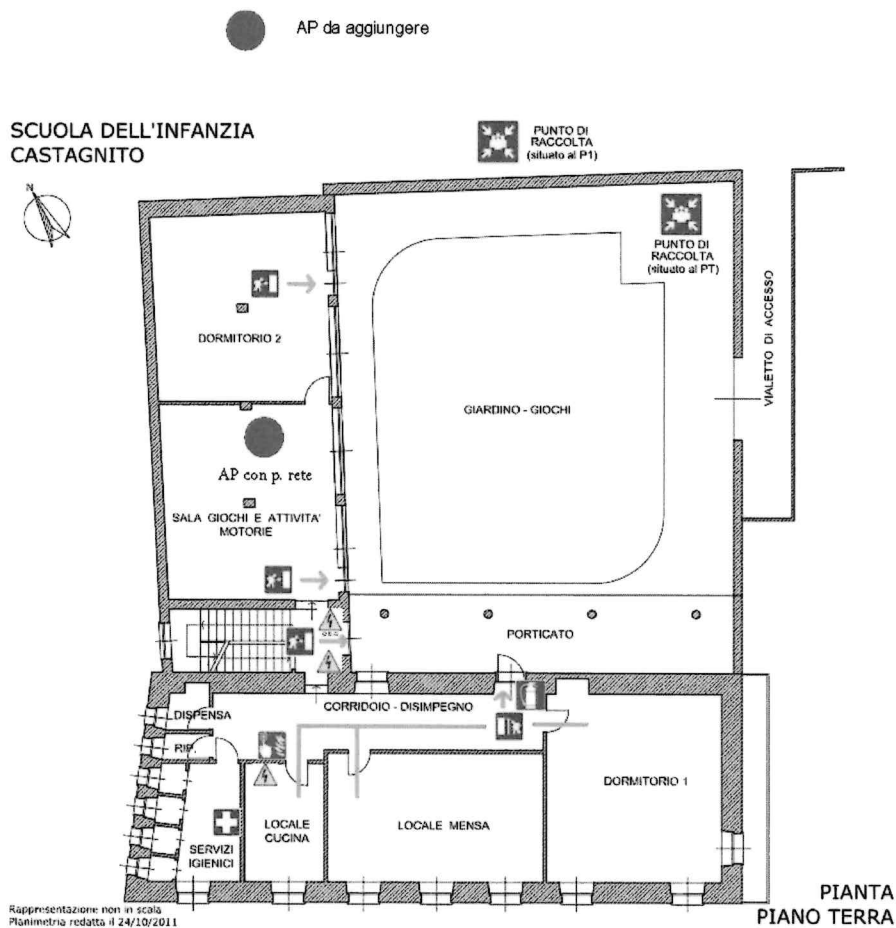 AP da aggiungere
SCUOLA DELL'INFANZIA
CASTAGNITO
N
PUNTO DI
RACCOLTA
(situato al P1)
PUNTO DI
RACCOLTA
(situato al PT)
VIALETTO DI ACCESSO
DORMITORIO 2
GIARDINO - GIOCHI
AP con p. rete
SALA GIOCHI E ATTIVITA'
MOTORIE
PORTICATO
CORRIDOIO - DISIMPEGNO
DISPENSA
RIP.
DORMITORIO 1
LOCALE
CUCINA
LOCALE MENSA
SERVIZI
IGIENICI
Rappresentazione non in scala
Planimetria redatta il 24/10/2011
PIANTA
PIANO TERRA